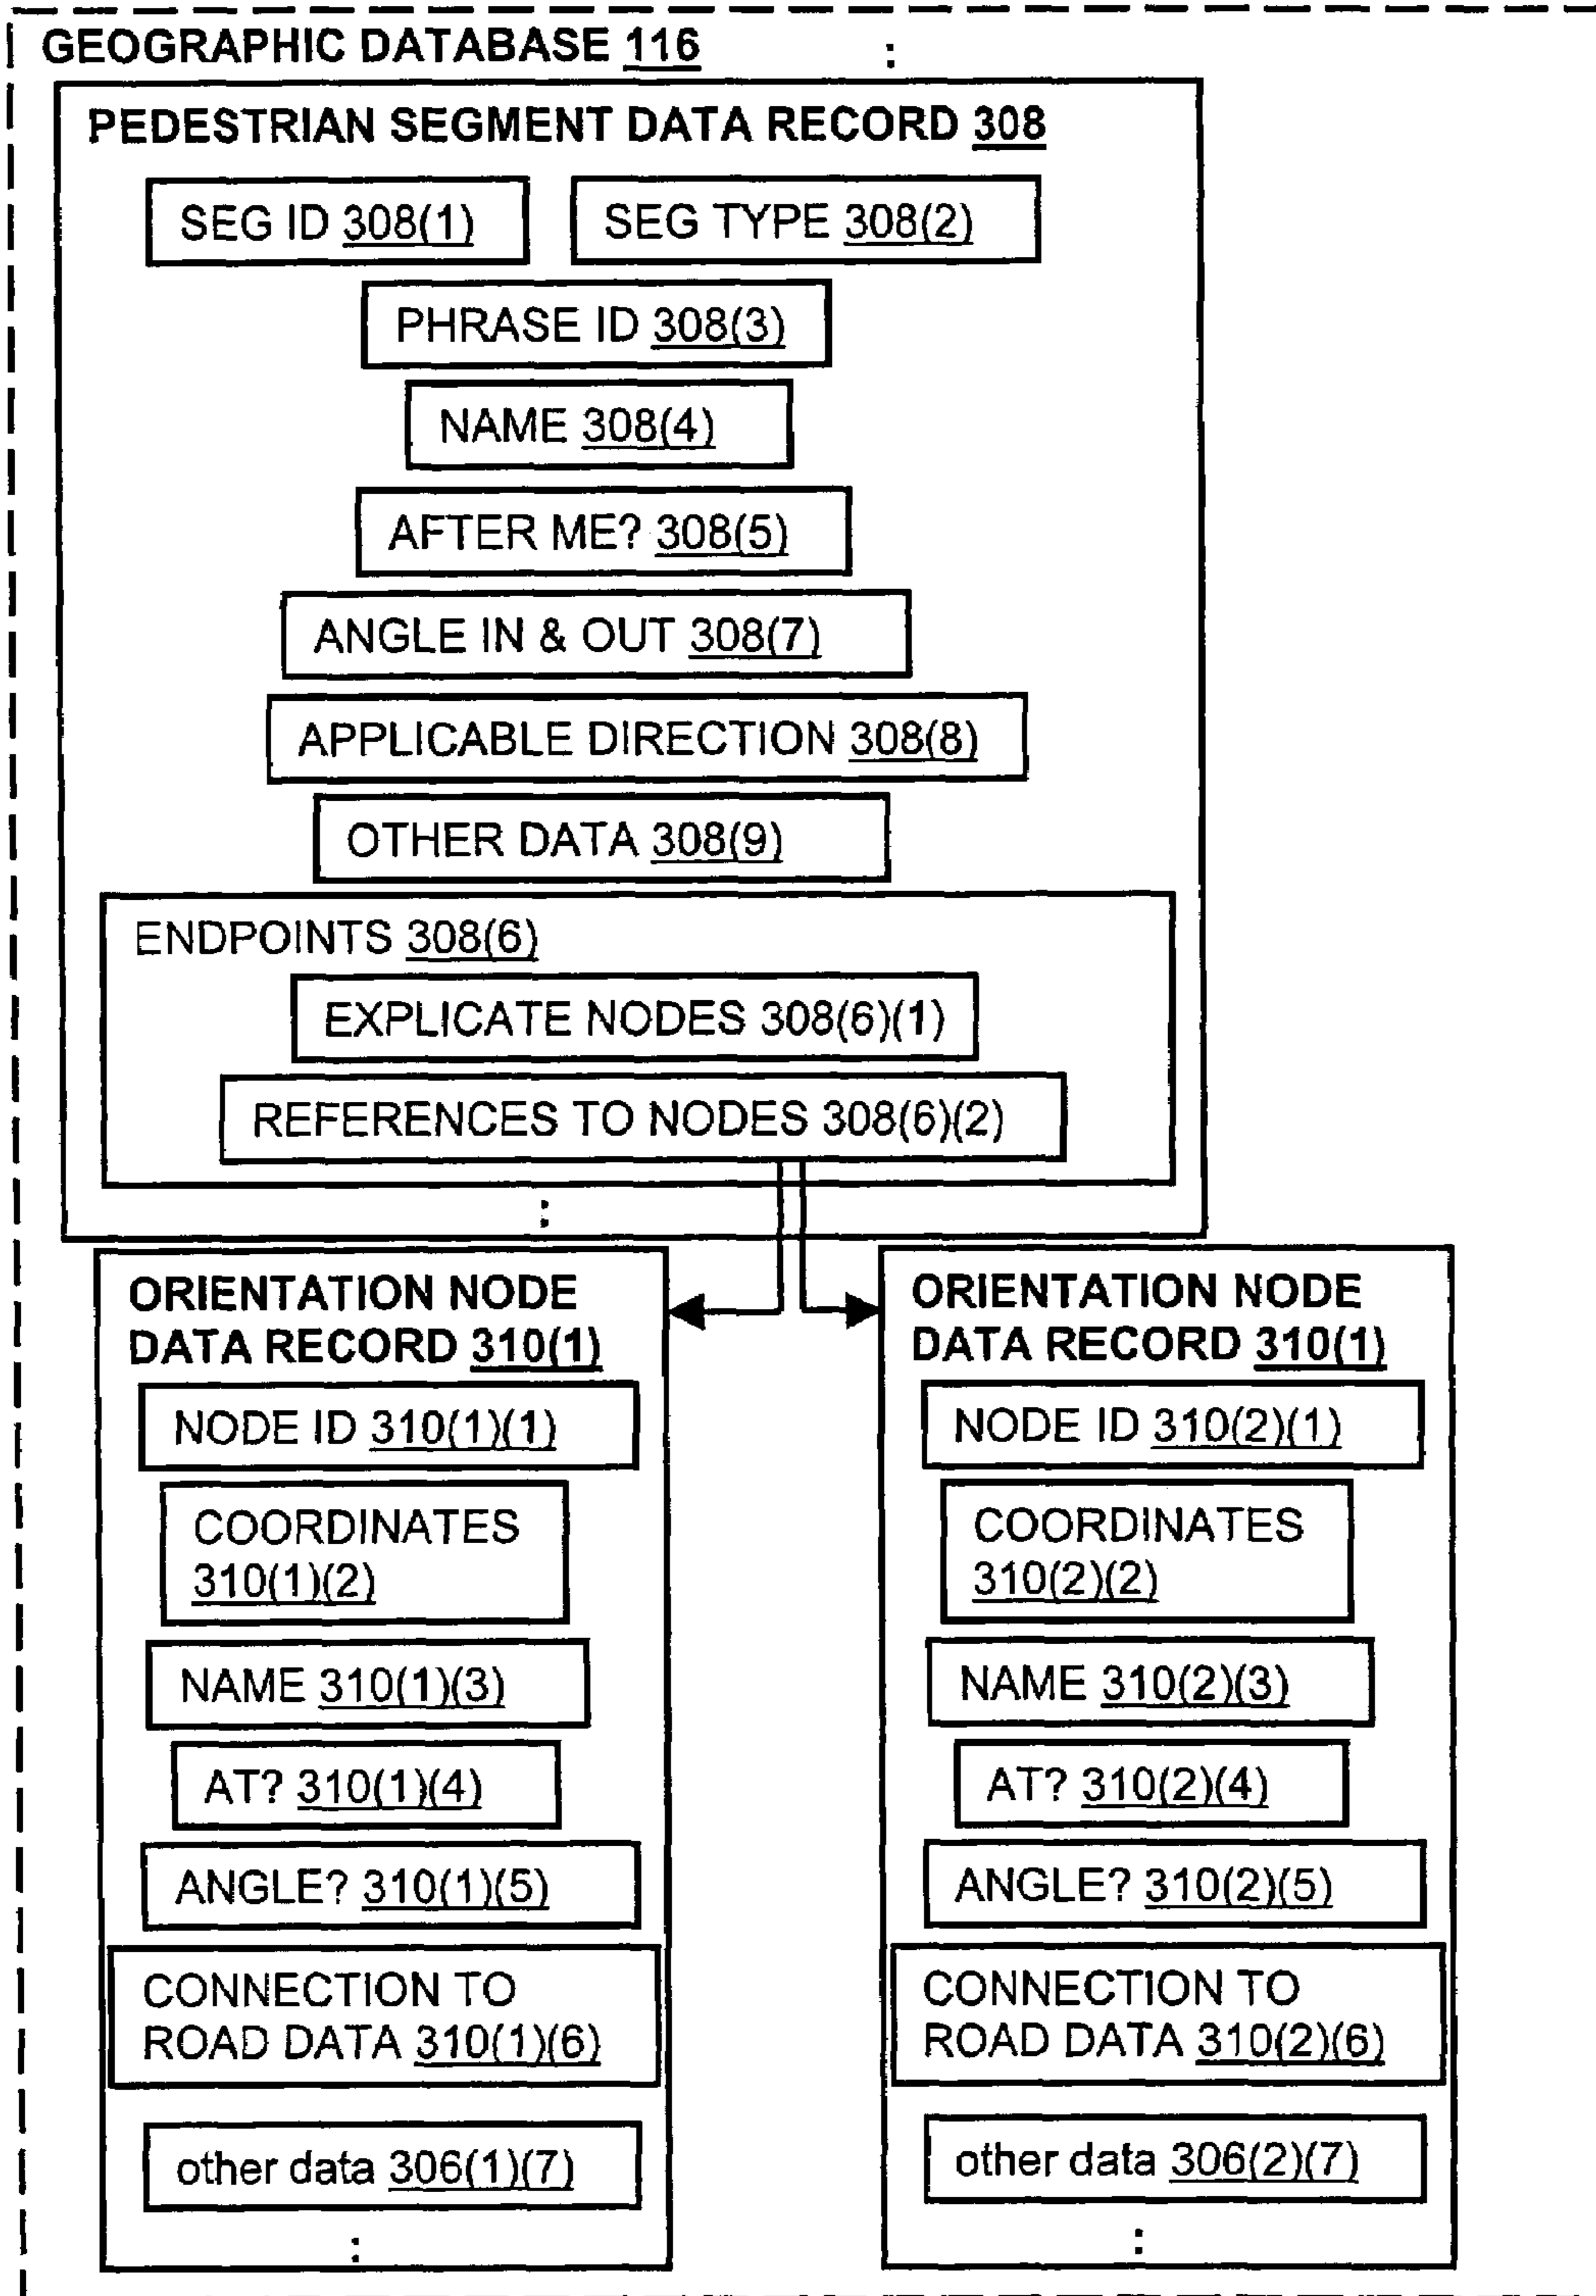 GEOGRAPHIC DATABASE 116
PEDESTRIAN SEGMENT DATA RECORD 308
SEG ID 308(1)
SEG TYPE 308(2)
PHRASE ID 308(3)
NAME 308(4)
AFTER ME? 308(5)
ANGLE IN & OUT 308(7)
APPLICABLE DIRECTION 308(8)
OTHER DATA 308(9)
ENDPOINTS 308(6)
EXPLICATE NODES 308(6)(1)
REFERENCES TO NODES 308(6)(2)
ORIENTATION NODE
DATA RECORD 310(1)
NODE ID 310(1)(1)
COORDINATES
310(1)(2)
NAME 310(1)(3)
AT? 310(1)(4)
ANGLE? 310(1)(5)
CONNECTION TO
ROAD DATA 310(1)(6)
other data 306(1)(7)
ORIENTATION NODE
DATA RECORD 310(1)
NODE ID 310(2)(1)
COORDINATES
310(2)(2)
NAME 310(2)(3)
AT? 310(2)(4)
ANGLE? 310(2)(5)
CONNECTION TO
ROAD DATA 310(2)(6)
other data 306(2)(7)